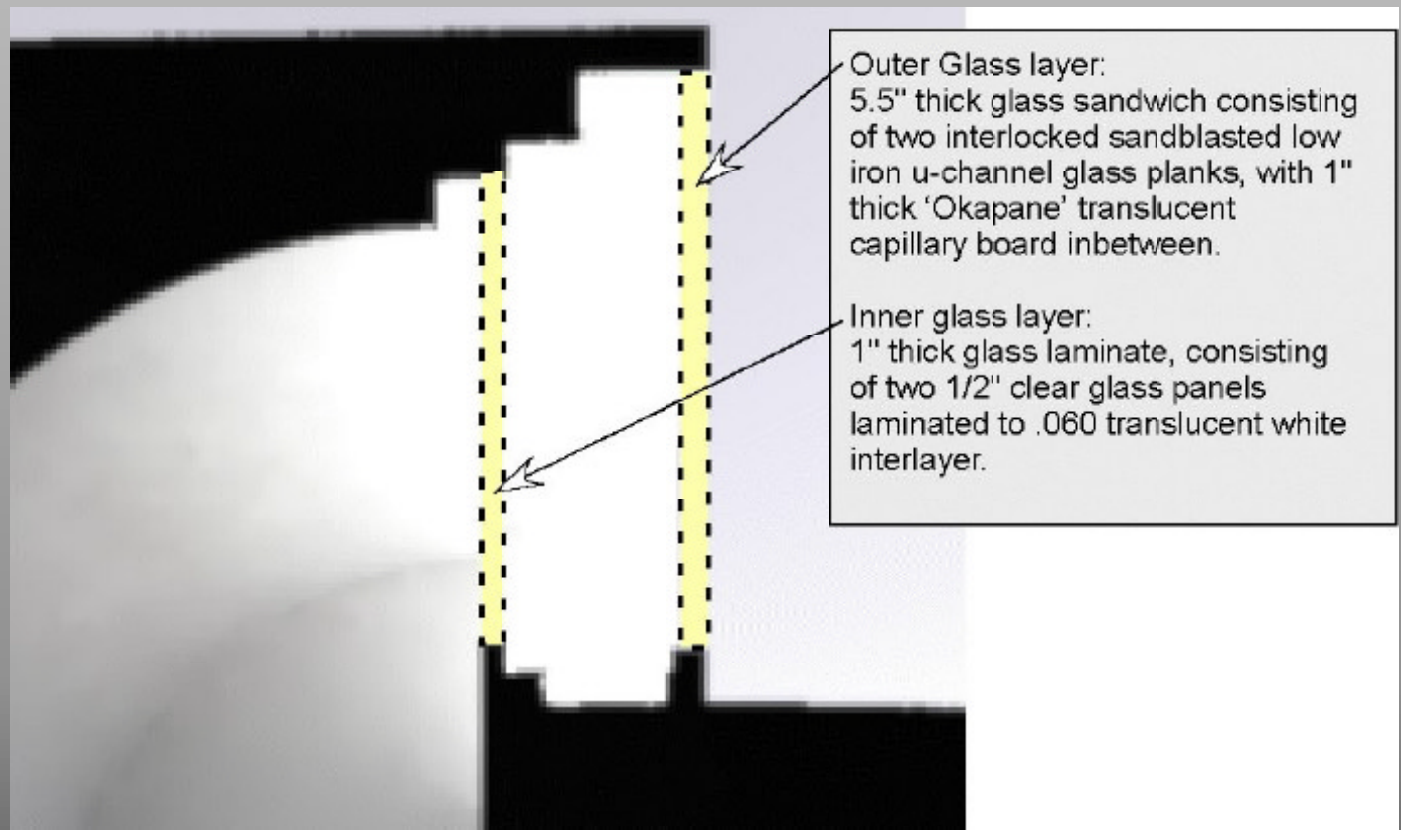 Outer Glass layer:
5.5" thick glass sandwich consisting
of two interlocked sandblasted low
iron u-channel glass planks, with 1"
thick ‘Okapane’ translucent
capillary board inbetween.
Inner glass layer:
1" thick glass laminate, consisting
of two 1/2" clear glass panels
laminated to .060 translucent white
interlayer.